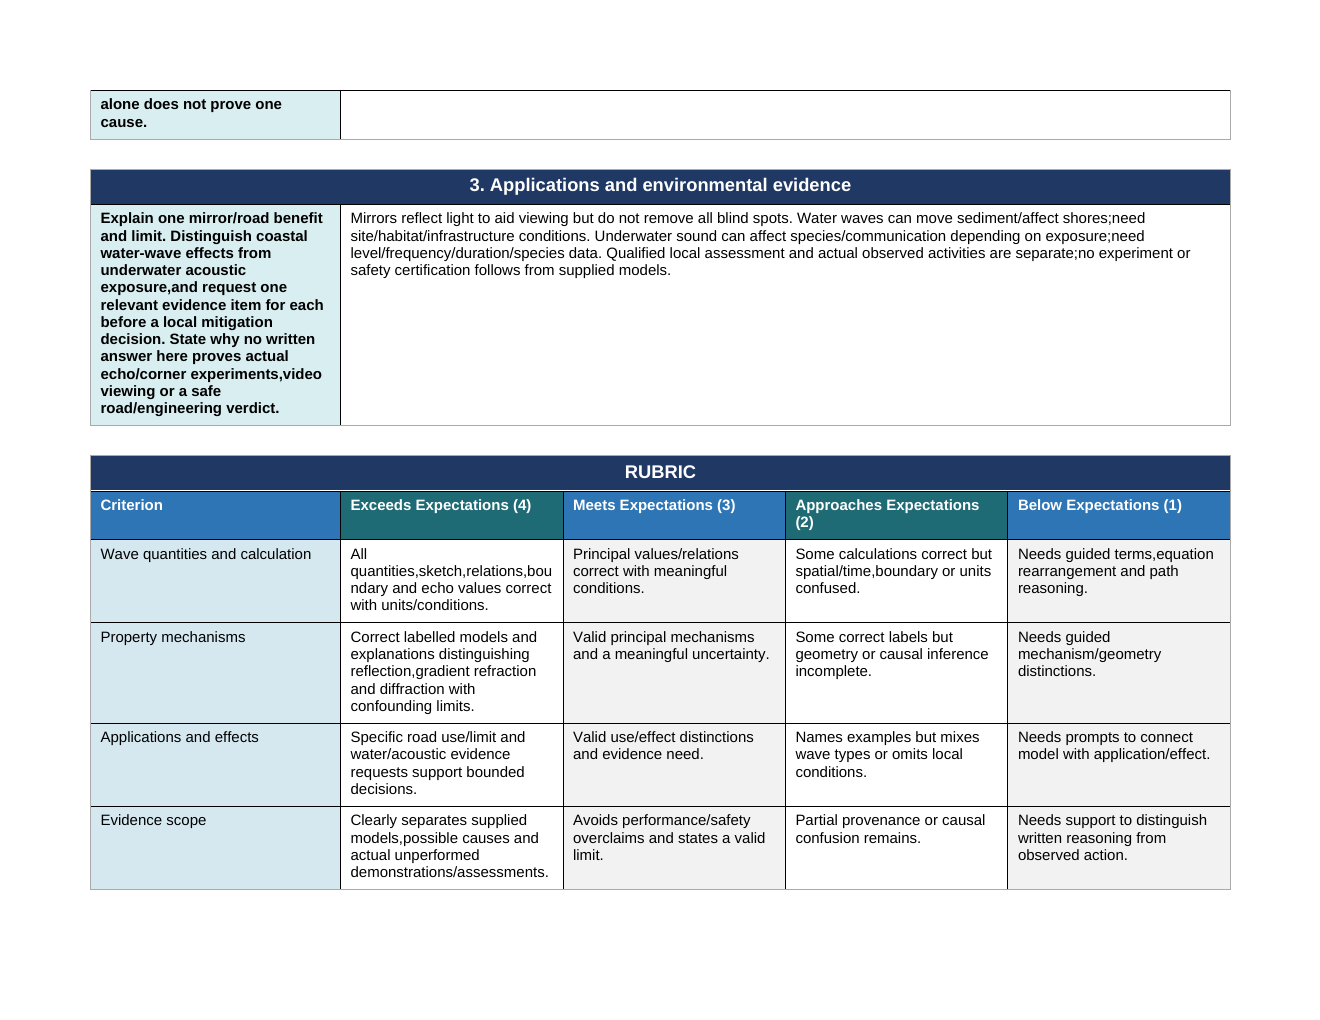 alone does not prove one
cause.
3. Applications and environmental evidence
Explain one mirror/road benefit
and limit. Distinguish coastal
water-wave effects from
underwater acoustic
exposure,and request one
relevant evidence item for each
before a local mitigation
decision. State why no written
answer here proves actual
echo/corner experiments,video
viewing or a safe
road/engineering verdict.
Mirrors reflect light to aid viewing but do not remove all blind spots. Water waves can move sediment/affect shores;need
site/habitat/infrastructure conditions. Underwater sound can affect species/communication depending on exposure;need
level/frequency/duration/species data. Qualified local assessment and actual observed activities are separate;no experiment or
safety certification follows from supplied models.
RUBRIC
Criterion
Exceeds Expectations (4)
Meets Expectations (3)
Approaches Expectations
(2)
Below Expectations (1)
Wave quantities and calculation
All
quantities,sketch,relations,bou
ndary and echo values correct
with units/conditions.
Principal values/relations
correct with meaningful
conditions.
Some calculations correct but
spatial/time,boundary or units
confused.
Needs guided terms,equation
rearrangement and path
reasoning.
Property mechanisms
Correct labelled models and
explanations distinguishing
reflection,gradient refraction
and diffraction with
confounding limits.
Valid principal mechanisms
and a meaningful uncertainty.
Some correct labels but
geometry or causal inference
incomplete.
Needs guided
mechanism/geometry
distinctions.
Applications and effects
Specific road use/limit and
water/acoustic evidence
requests support bounded
decisions.
Valid use/effect distinctions
and evidence need.
Names examples but mixes
wave types or omits local
conditions.
Needs prompts to connect
model with application/effect.
Evidence scope
Clearly separates supplied
models,possible causes and
actual unperformed
demonstrations/assessments.
Avoids performance/safety
overclaims and states a valid
limit.
Partial provenance or causal
confusion remains.
Needs support to distinguish
written reasoning from
observed action.